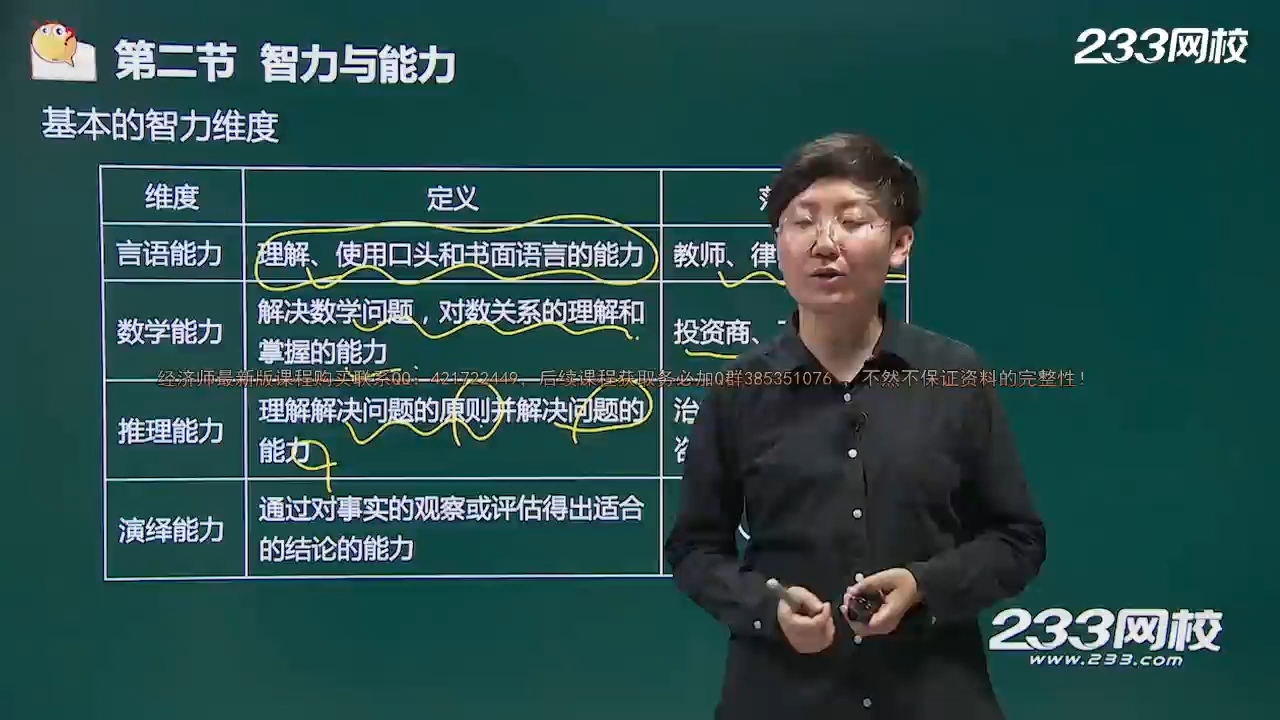 第二节 智力与能力
233网校
基本的智力维度
维度
定义
言语能力
理解、使用口头和书面语言的能力
教师、律
数学能力
解决数学问题，对数关系的理解和
掌握的能力
投资商、
经济师最新版课程购买联系QQ：421722449，后续课程获取务必加Q群385351076 ，不然不保证资料的完整性！
推理能力
理解解决问题的原则并解决问题的
能力
治
演绎能力
通过对事实的观察或评估得出适合
的结论的能力
233网校
www.233.com